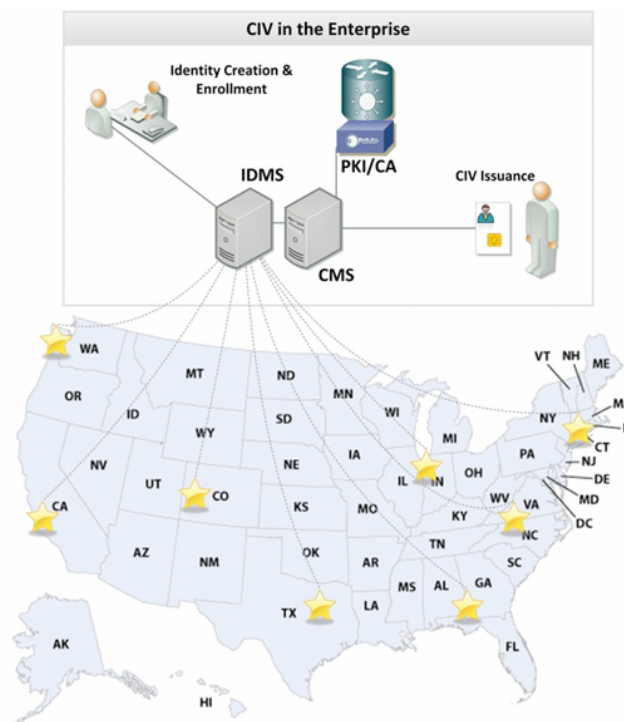 CIV in the Enterprise
Identity Creation &
Enrollment
IDMS
PKI/CA
CIV Issuance
CMS
WA
MT
ND
MN
VT
NH
ME
OR
ID
SD
WI
MI
NY
M
WY
CT
NV
NE
IA
PA
NJ
UT
CO
IL
IN
OH
DE
MD
CA
KS
MO
WV
VA
DC
KY
NC
AZ
NM
OK
AR
TN
SC
TX
LA
MS
AL
GA
FL
AK
HI